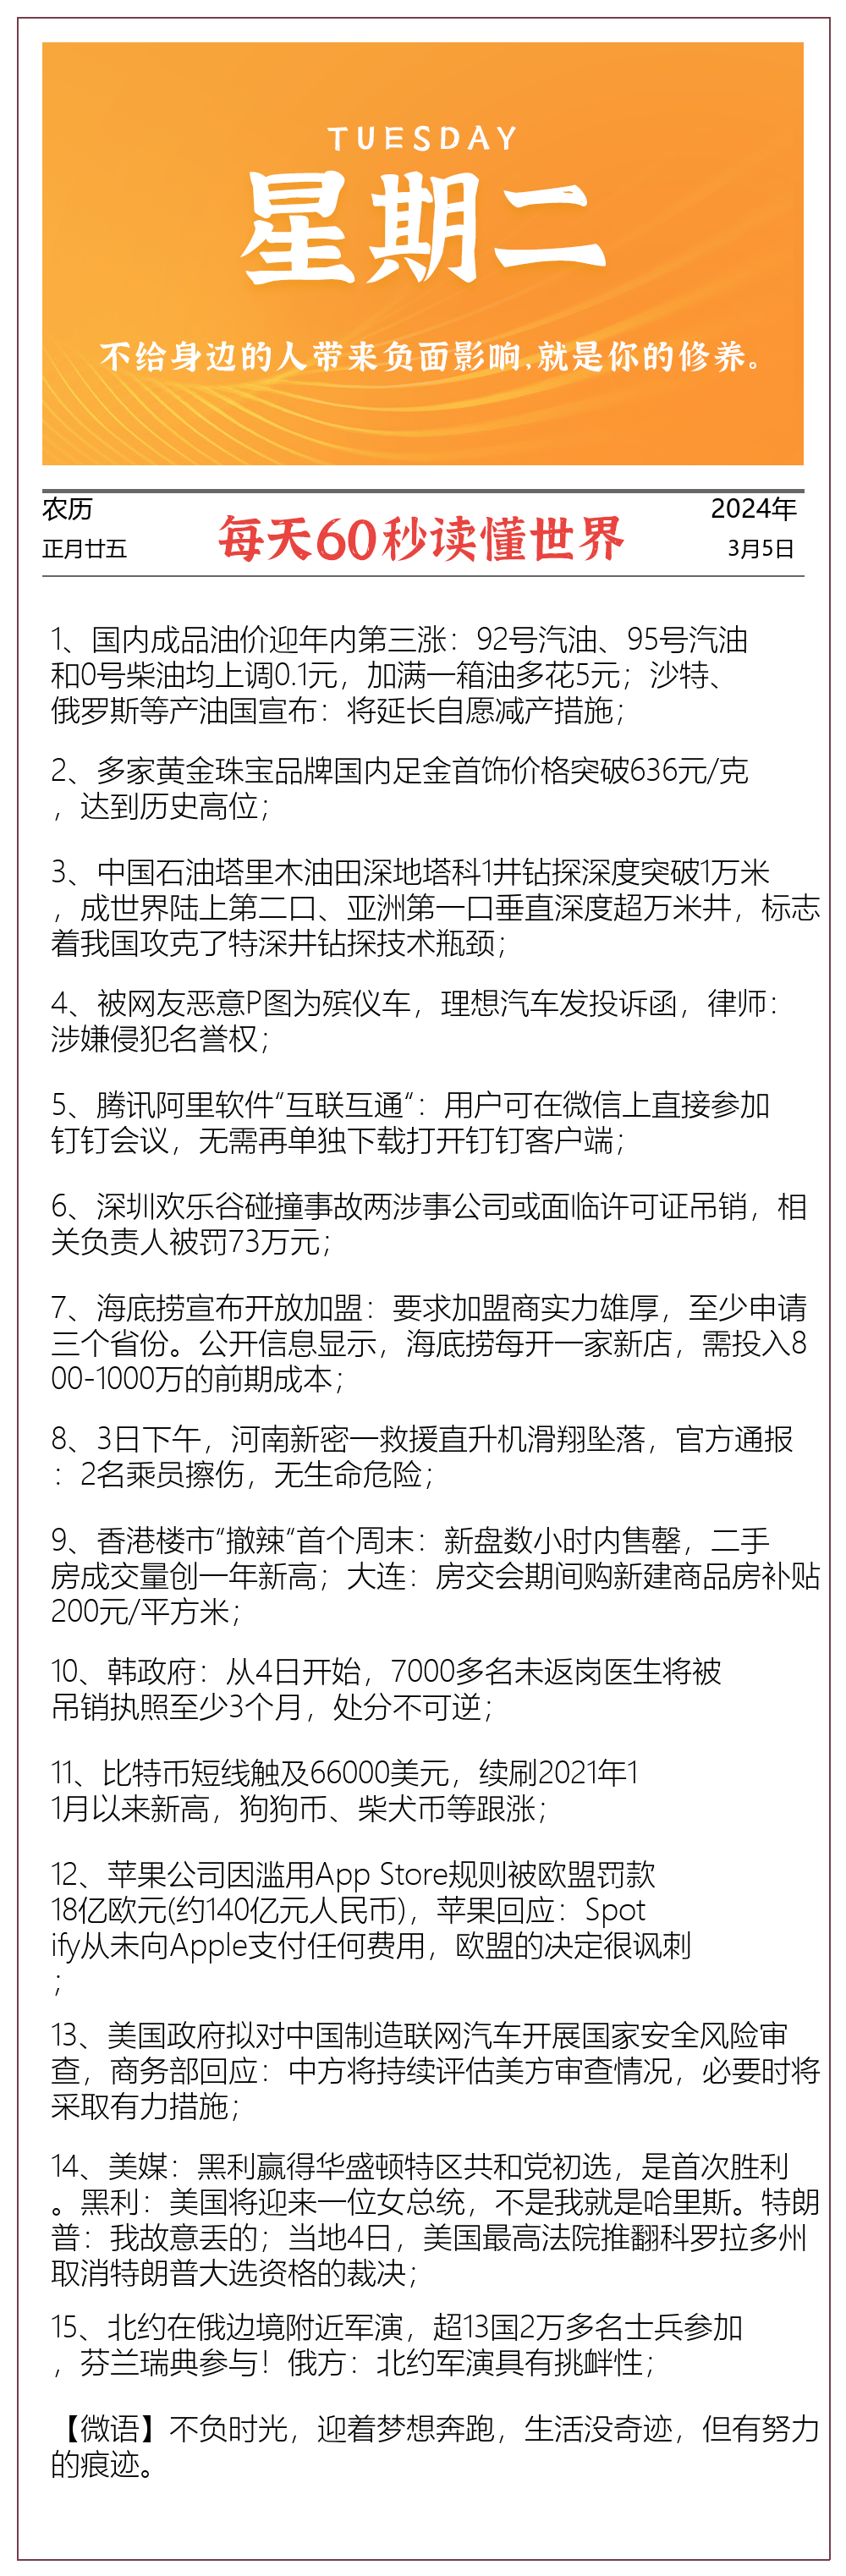 TUESDAY
星期二
不给身边的人带来负面影响,就是你的修养。
农历
正月廿五
每天60秒读懂世界
2024年
3月5日
1、国内成品油价迎年内第三涨：92号汽油、95号汽油
和0号柴油均上调0.1元，加满一箱油多花5元；沙特、
俄罗斯等产油国宣布：将延长自愿减产措施；
2、多家黄金珠宝品牌国内足金首饰价格突破636元/克
，达到历史高位；
3、中国石油塔里木油田深地塔科1井钻探深度突破1万米
，成世界陆上第二口、亚洲第一口垂直深度超万米井，标志
着我国攻克了特深井钻探技术瓶颈；
4、被网友恶意P图为殡仪车，理想汽车发投诉函，律师：
涉嫌侵犯名誉权；
5、腾讯阿里软件“互联互通“：用户可在微信上直接参加
钉钉会议，无需再单独下载打开钉钉客户端；
6、深圳欢乐谷碰撞事故两涉事公司或面临许可证吊销，相
关负责人被罚73万元；
7、海底捞宣布开放加盟：要求加盟商实力雄厚，至少申请
三个省份。公开信息显示，海底捞每开一家新店，需投入8
00-1000万的前期成本；
8、3日下午，河南新密一救援直升机滑翔坠落，官方通报
：2名乘员擦伤，无生命危险；
9、香港楼市“撤辣“首个周末：新盘数小时内售罄，二手
房成交量创一年新高；大连：房交会期间购新建商品房补贴
200元/平方米；
10、韩政府：从4日开始，7000多名未返岗医生将被
吊销执照至少3个月，处分不可逆；
11、比特币短线触及66000美元，续刷2021年1
1月以来新高，狗狗币、柴犬币等跟涨；
12、苹果公司因滥用App Store规则被欧盟罚款
18亿欧元(约140亿元人民币)，苹果回应：Spot
ify从未向Apple支付任何费用，欧盟的决定很讽刺
；
13、美国政府拟对中国制造联网汽车开展国家安全风险审
查，商务部回应：中方将持续评估美方审查情况，必要时将
采取有力措施；
14、美媒：黑利赢得华盛顿特区共和党初选，是首次胜利
。黑利：美国将迎来一位女总统，不是我就是哈里斯。特朗
普：我故意丢的；当地4日，美国最高法院推翻科罗拉多州
取消特朗普大选资格的裁决；
15、北约在俄边境附近军演，超13国2万多名士兵参加
，芬兰瑞典参与！俄方：北约军演具有挑衅性；
【微语】不负时光，迎着梦想奔跑，生活没奇迹，但有努力
的痕迹。